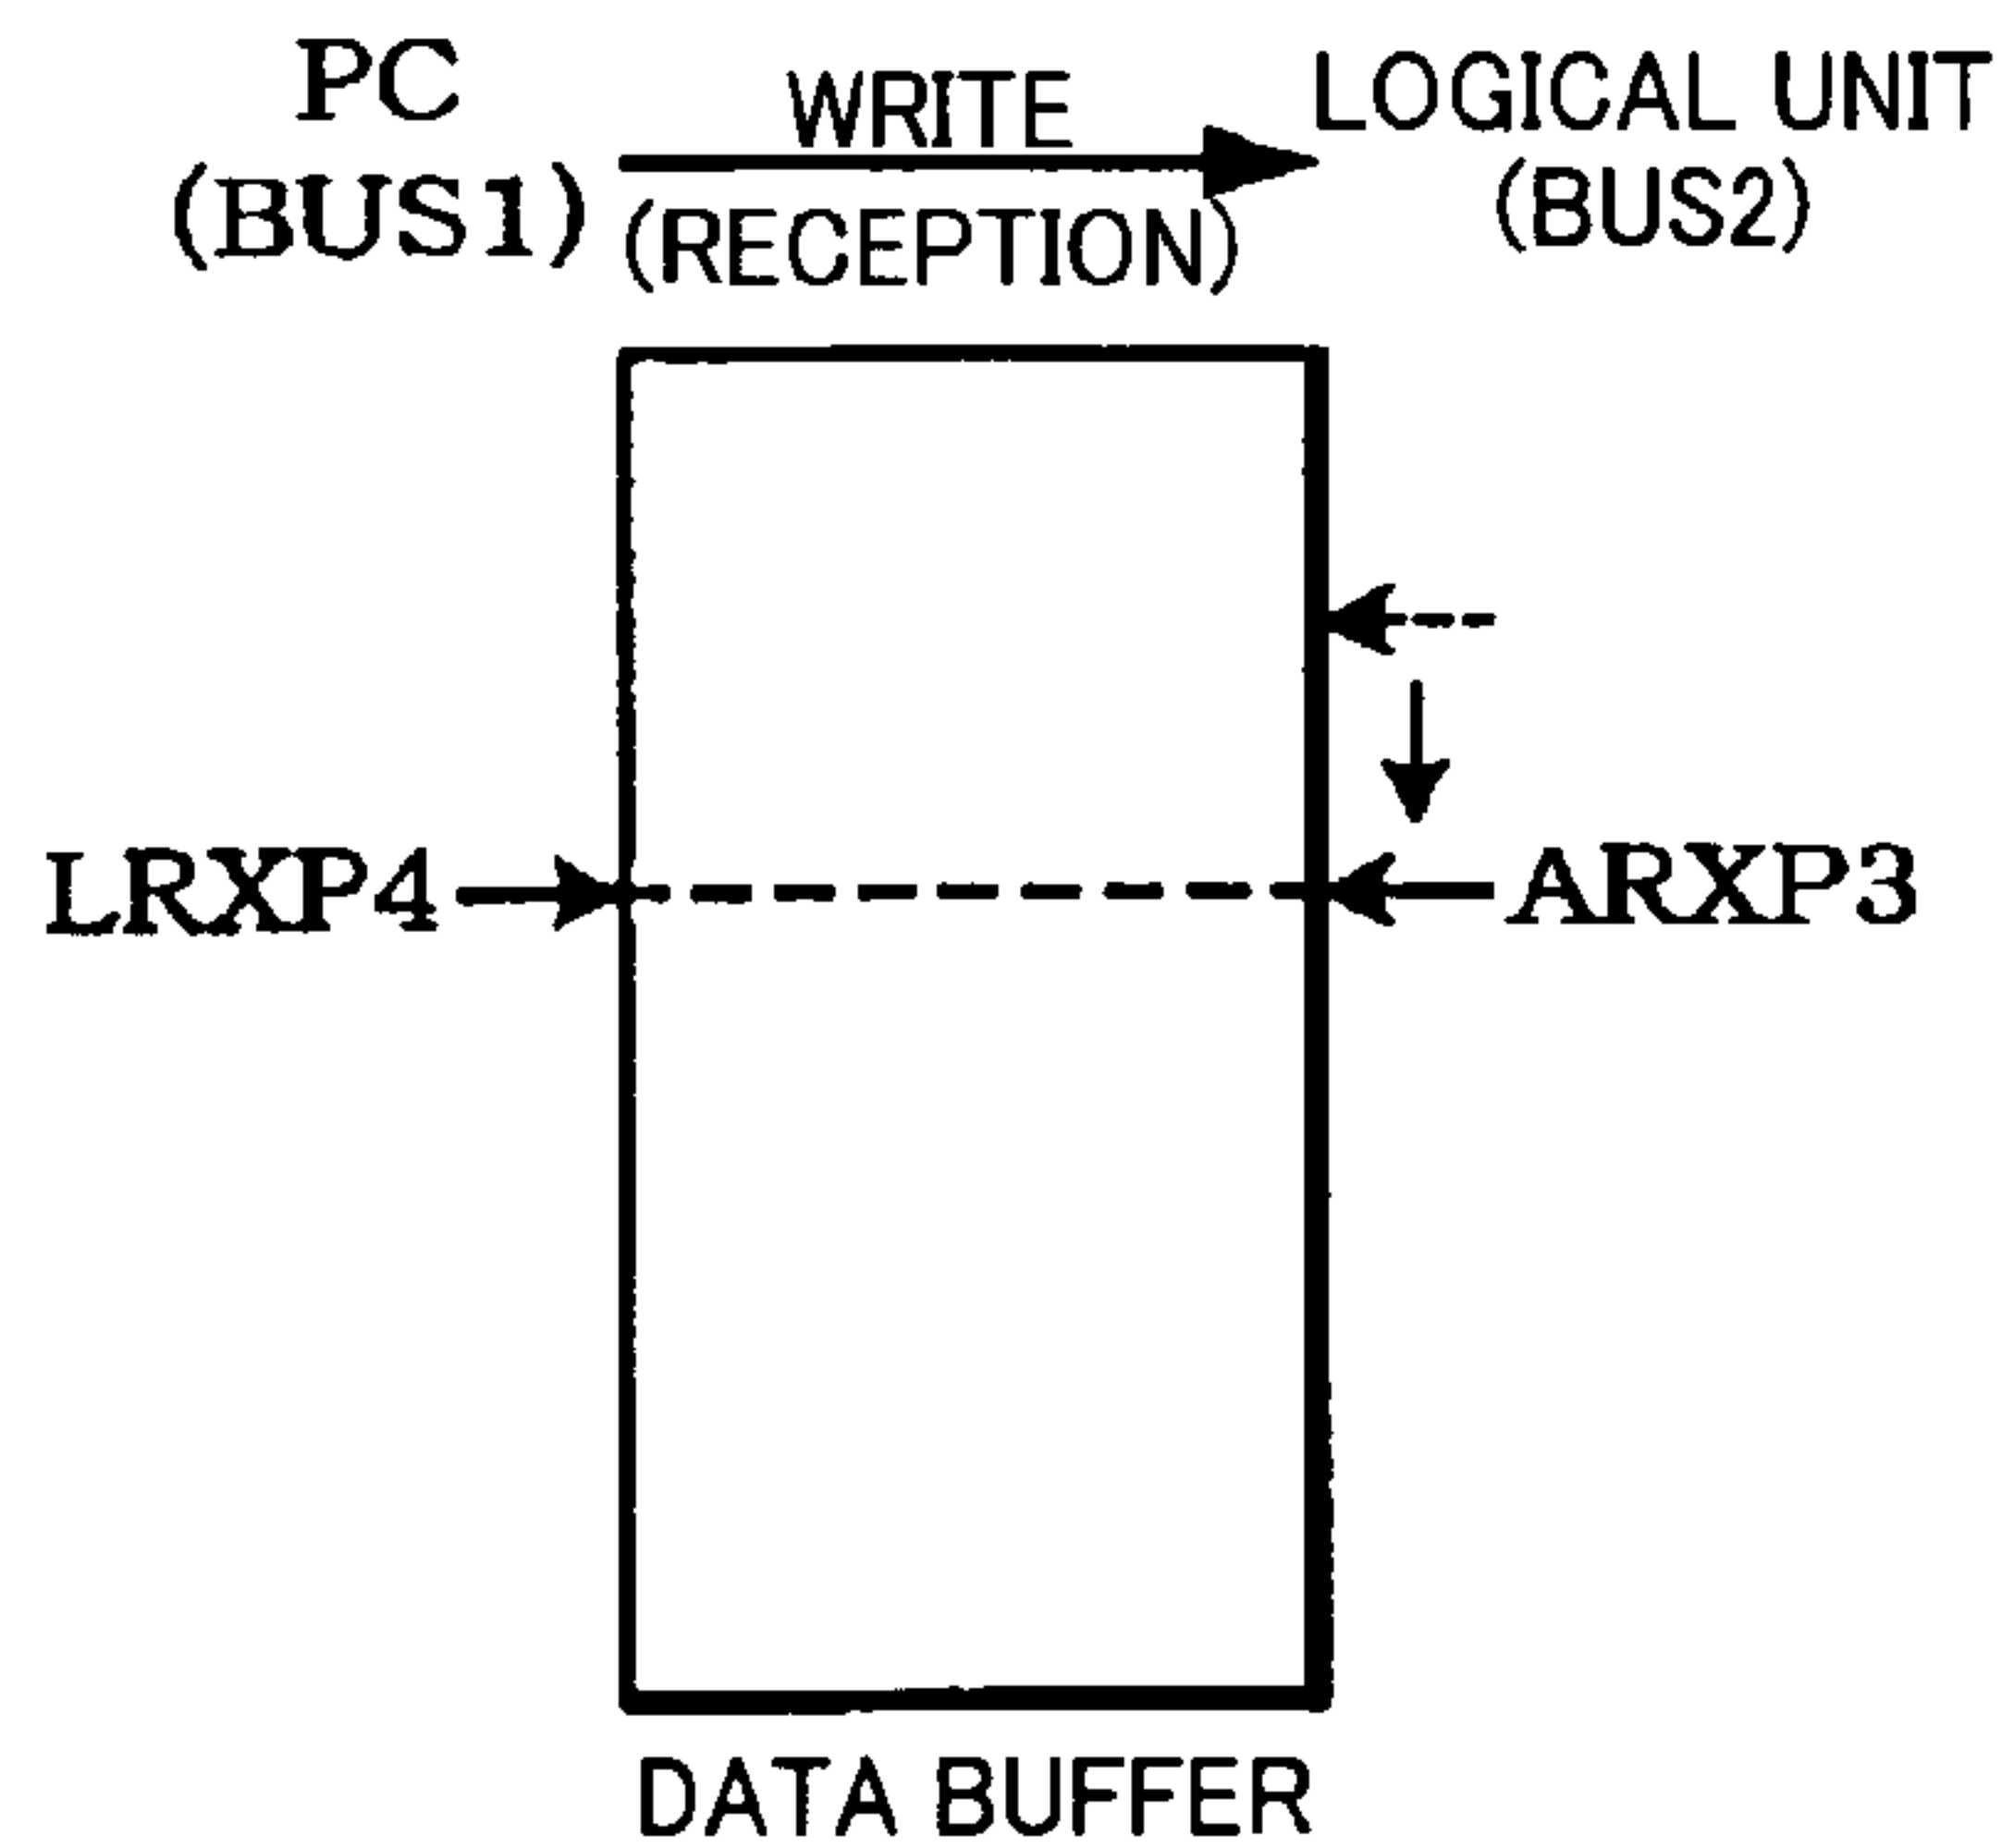 PC
(BUS1)
WRITE
(RECEPTION)
LOGICAL UNIT
(BUS2)
LRXP4
ARXP3
DATA BUFFER